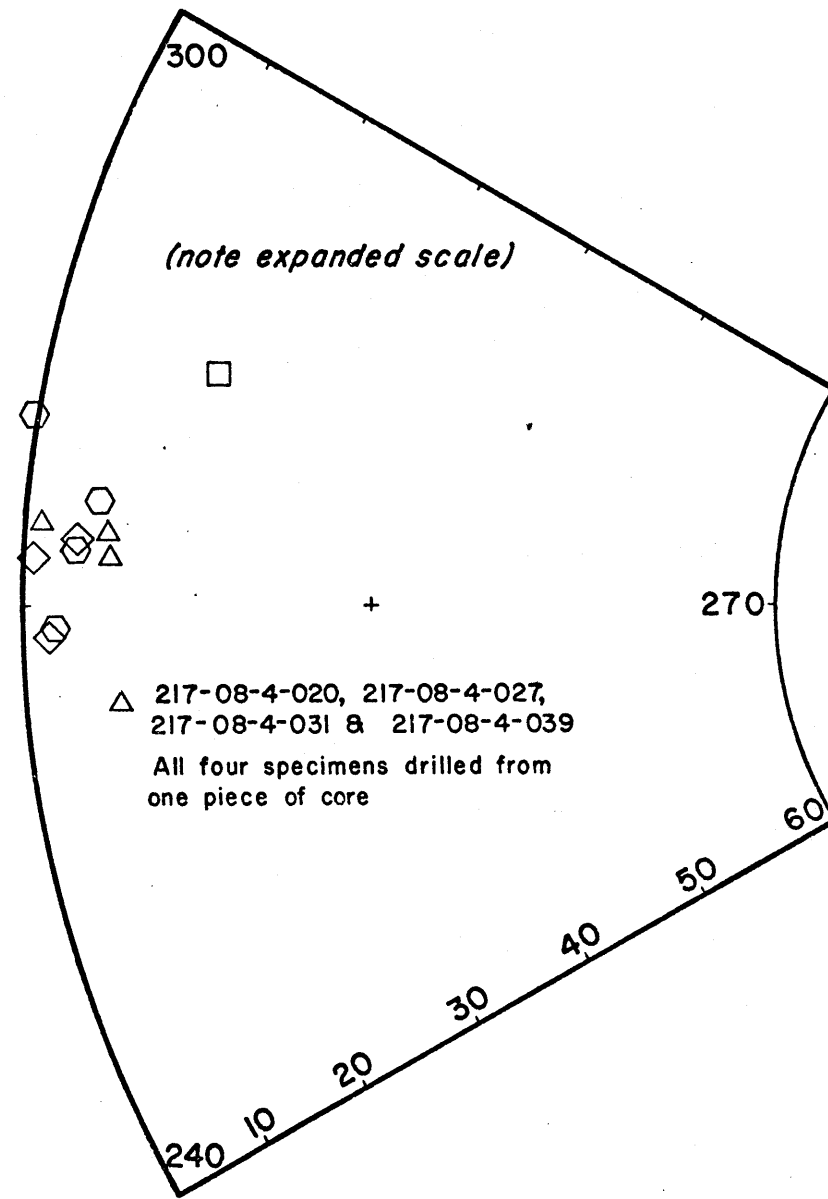 300
(note expanded scale)
270
217-08-4-020, 217-08-4-027,
217-08-4-031 & 217-08-4-039
All four specimens drilled from
one piece of core
60
50
40
30
20
10
240